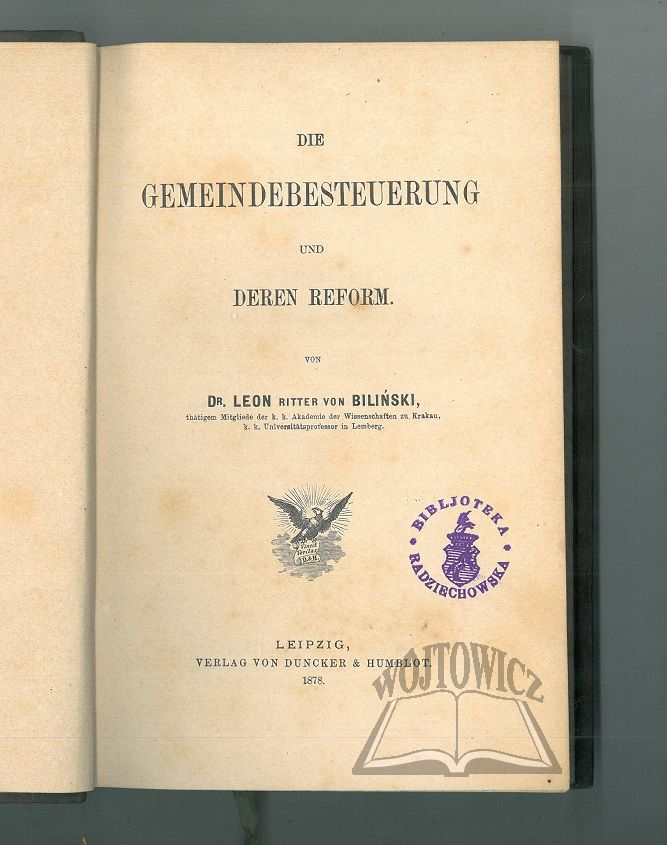 DIE
GEMEINDEBESTEUERUNG
UND
DEREN REFORM.
VON
DR. LEON RITTER VON BILIŃSKI,
thätigem Mitgliede der k. k. Akademie der Wissenschaften zu Krakau,
k. k. Universitätsprofessor in Lemberg.
BIBLJOTEKA
RADZIECHOWSKA
LEIPZIG,
VERLAG VON DUNCKER & HUMBLOT.
1878.
WÓJTOWICZ